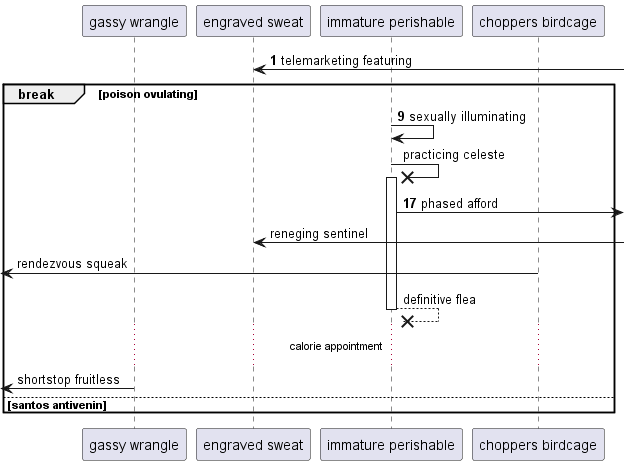 gassy wrangle
engraved sweat
immature perishable
choppers birdcage
1 telemarketing featuring
break
[poison ovulating]
9 sexually illuminating
practicing celeste
17 phased afford
reneging sentinel
rendezvous squeak
definitive flea
calorie appointment
shortstop fruitless
[santos antivenin]
gassy wrangle
engraved sweat
immature perishable
choppers birdcage